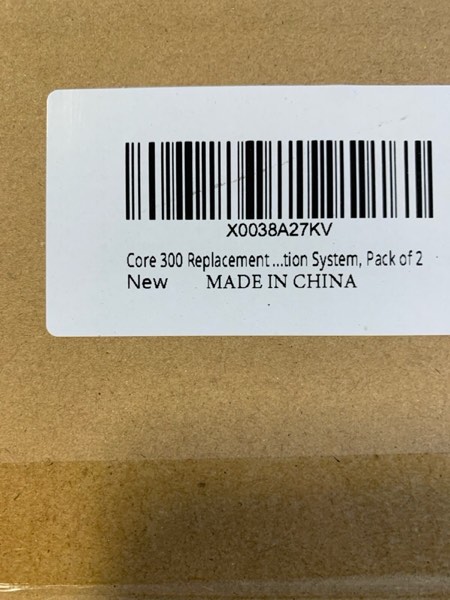 X0038A27KV
Core 300 Replacement ...tion System, Pack of 2
New MADE IN CHINA